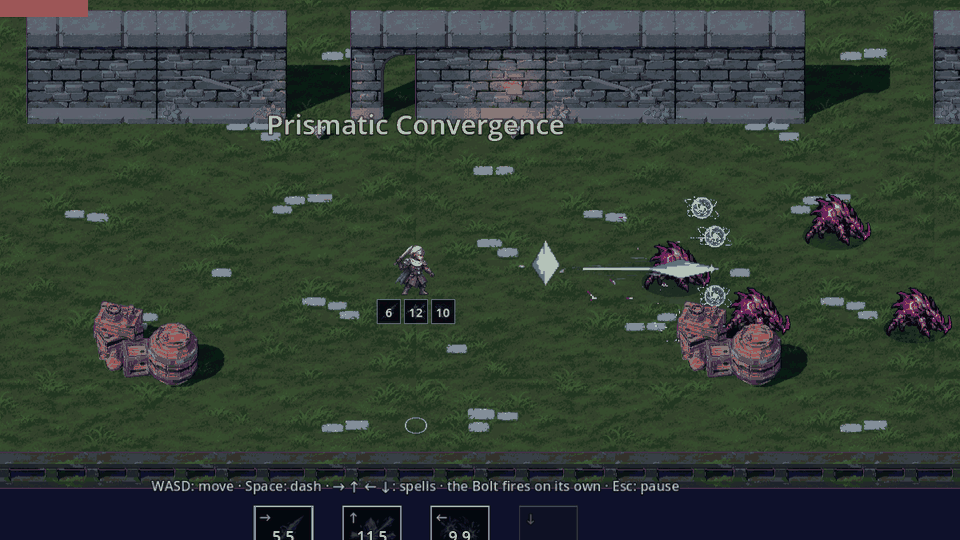 Prismatic Convergence
6 12 10
WASD: move · Space: dash · → ↑ ← ↓: spells · the Bolt fires on its own · Esc: pause
→ ↑ ← ↓
5.5 11.5 9.9